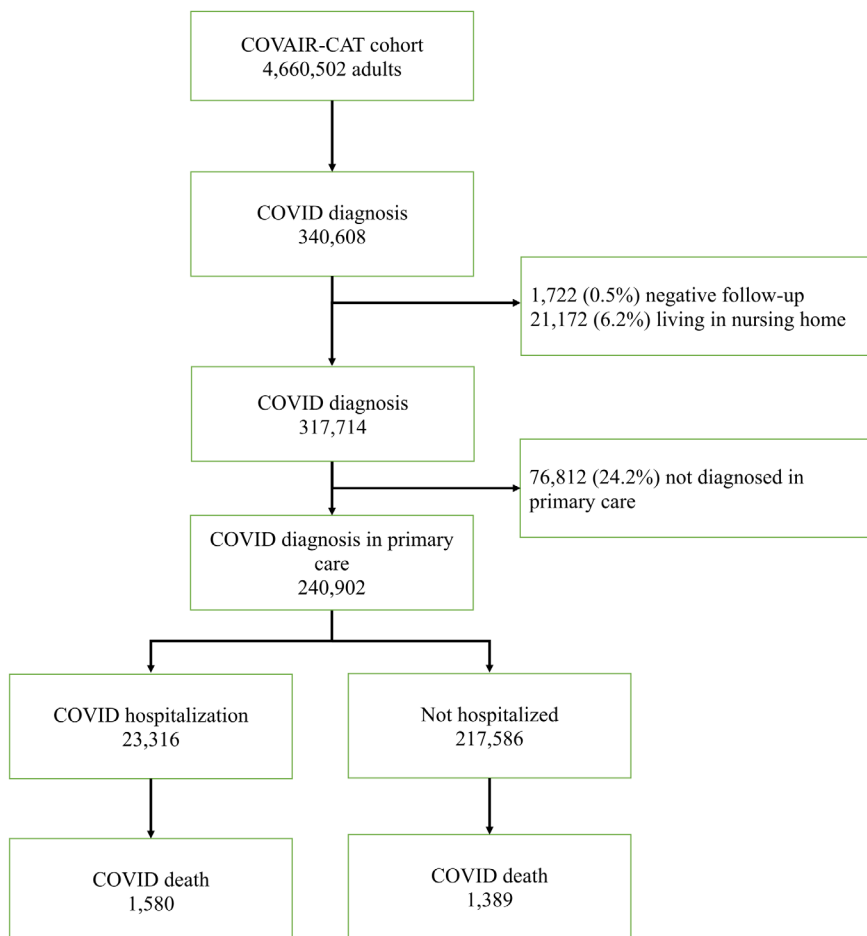 COVAIR-CAT cohort
4,660,502 adults
COVID diagnosis
340,608
1,722 (0.5%) negative follow-up
21,172 (6.2%) living in nursing home
COVID diagnosis
317,714
76,812 (24.2%) not diagnosed in
primary care
COVID diagnosis in primary
care
240,902
COVID hospitalization
23,316
Not hospitalized
217,586
COVID death
1,580
COVID death
1,389